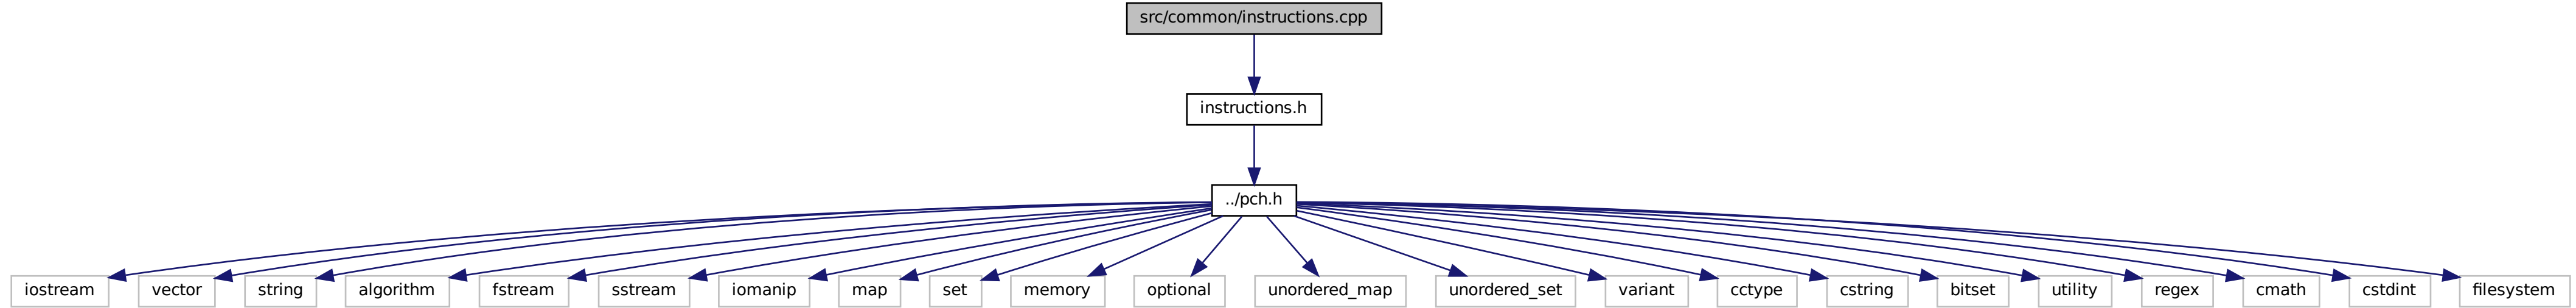 src/common/instructions.cpp
instructions.h
../pch.h
iostream
vector
string
algorithm
fstream
sstream
iomanip
map
set
memory
optional
unordered_map
unordered_set
variant
cctype
cstring
bitset
utility
regex
cmath
cstdint
filesystem